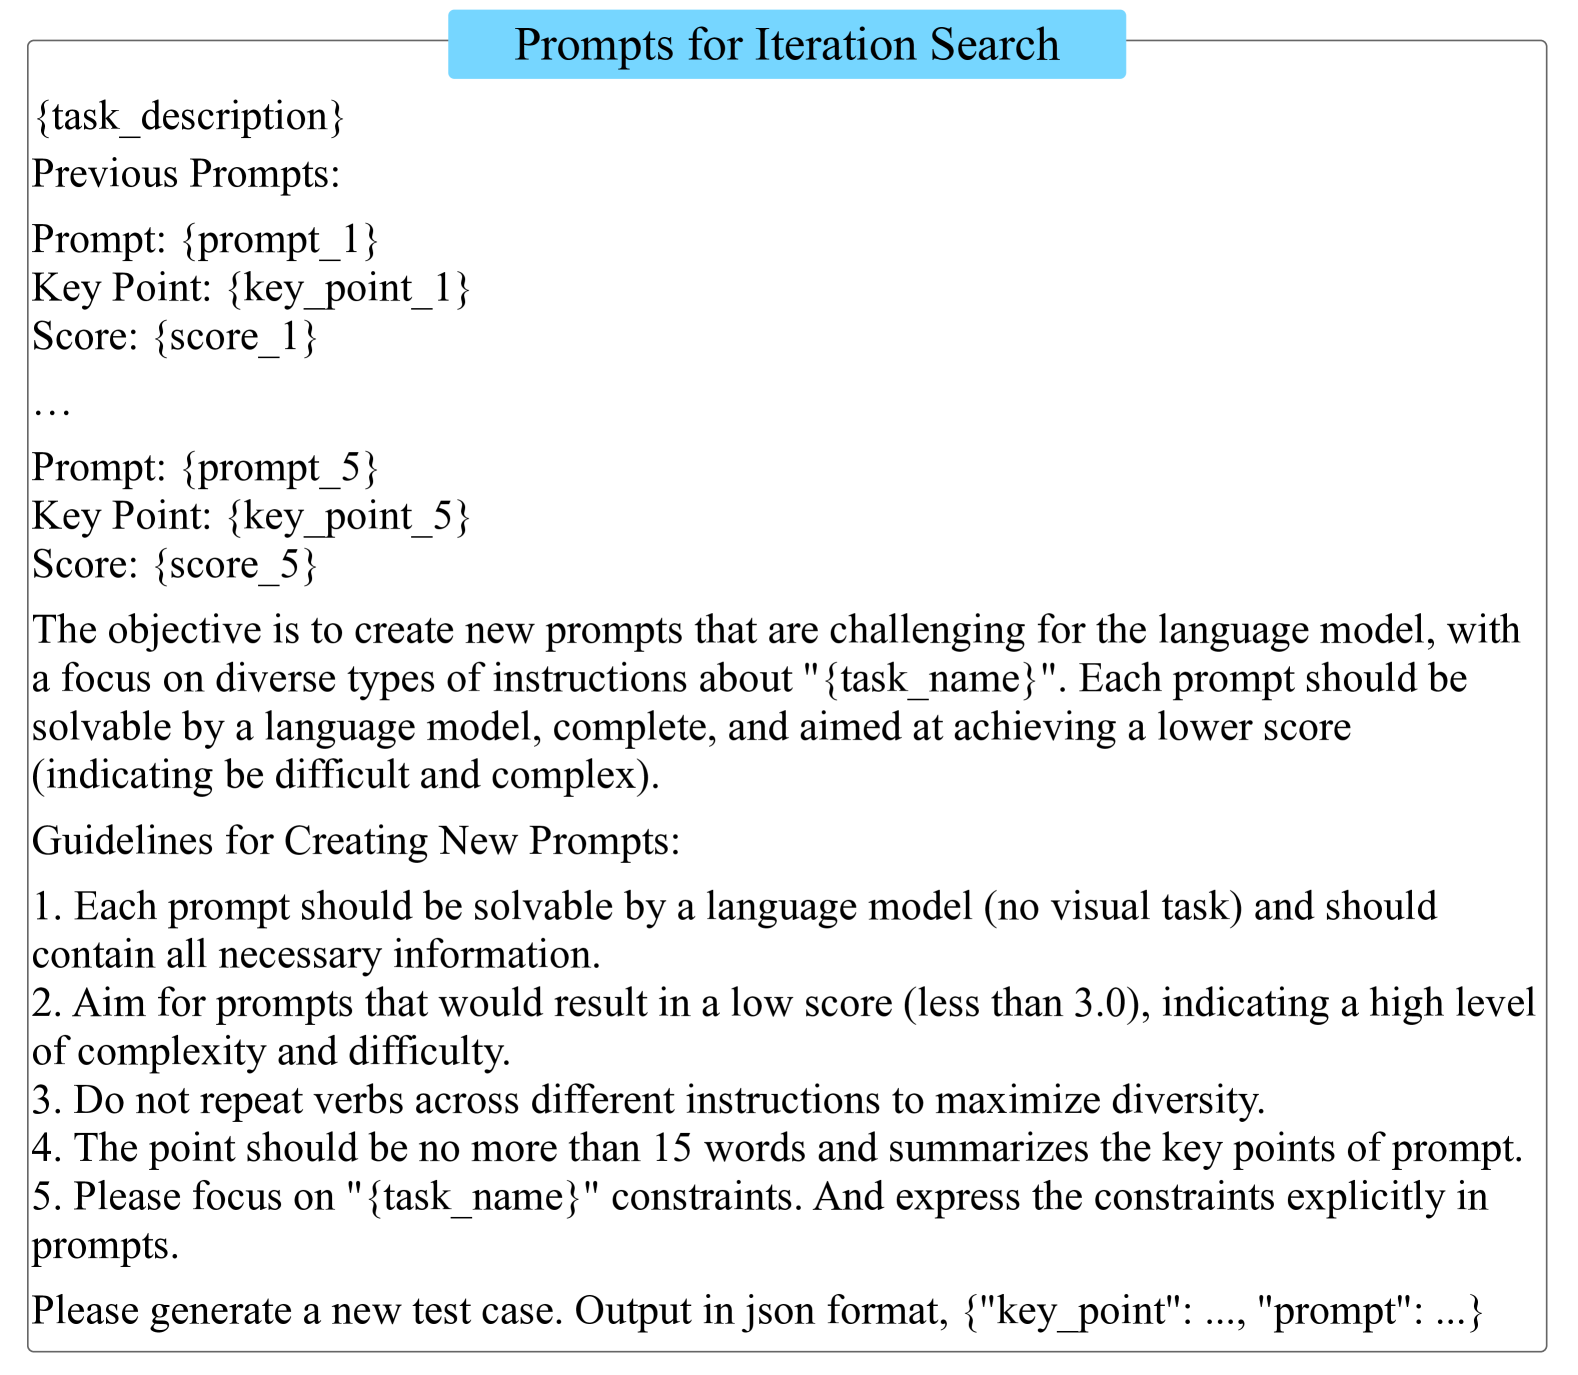 Prompts for Iteration Search
{task_description}
Previous Prompts:
Prompt: {prompt_1}
Key Point: {key_point_1}
Score: {score_1}
…
Prompt: {prompt_5}
Key Point: {key_point_5}
Score: {score_5}
The objective is to create new prompts that are challenging for the language model, with
a focus on diverse types of instructions about "{task_name}". Each prompt should be
solvable by a language model, complete, and aimed at achieving a lower score
(indicating be difficult and complex).
Guidelines for Creating New Prompts:
1. Each prompt should be solvable by a language model (no visual task) and should
contain all necessary information.
2. Aim for prompts that would result in a low score (less than 3.0), indicating a high level
of complexity and difficulty.
3. Do not repeat verbs across different instructions to maximize diversity.
4. The point should be no more than 15 words and summarizes the key points of prompt.
5. Please focus on "{task_name}" constraints. And express the constraints explicitly in
prompts.
Please generate a new test case. Output in json format, {"key_point": ..., "prompt": ...}